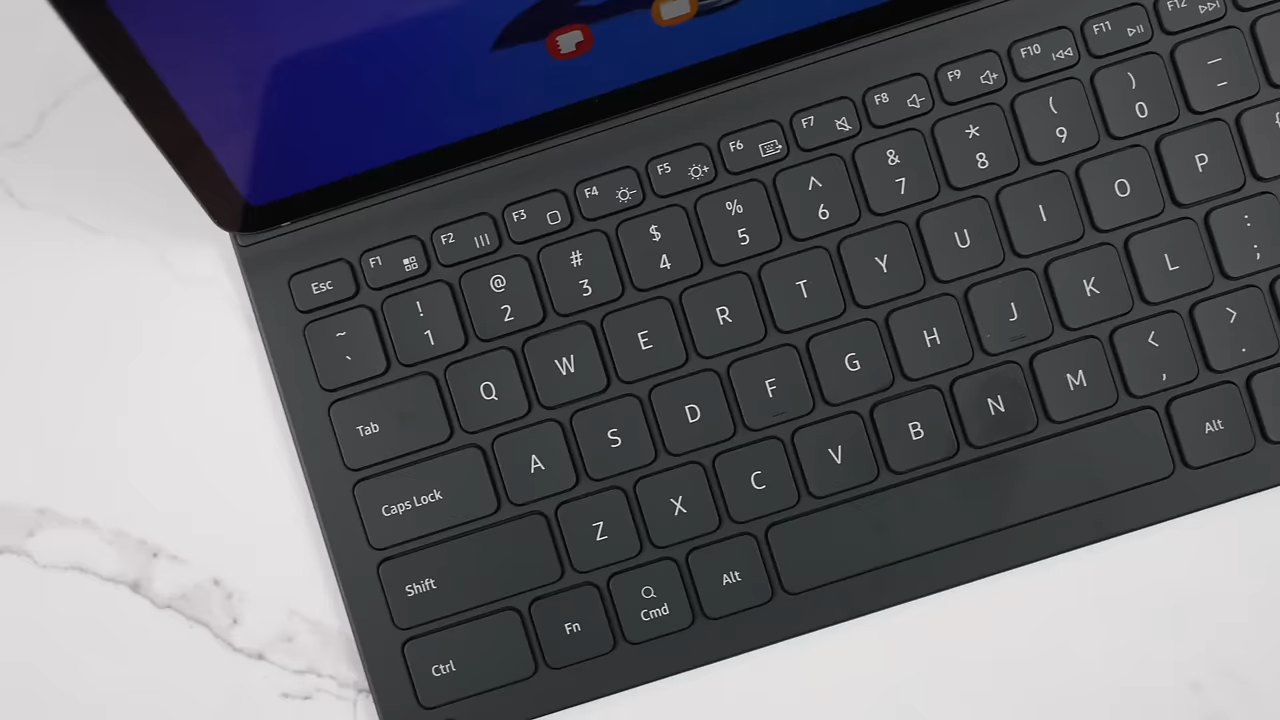 Esc F1 F2 F3 F4 F5 F6 F7 F8 F9 F10 F11 F12
~ ! @ # $ % ^ & * ( ) _
` 1 2 3 4 5 6 7 8 9 0 -
Tab Q W E R T Y U I O P {
Caps Lock A S D F G H J K L : ;
Shift Z X C V B N M < , > .
Ctrl Fn Cmd Alt Alt